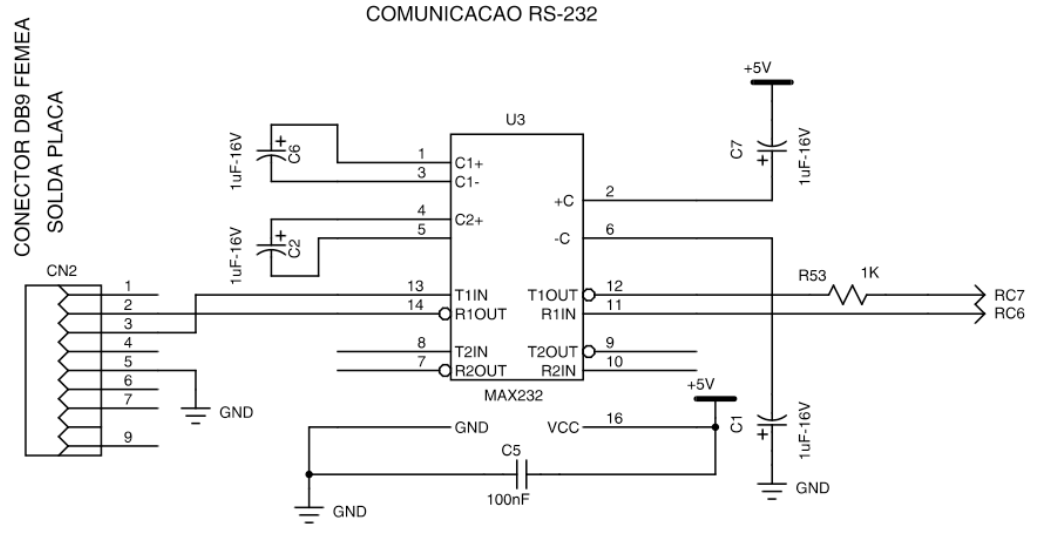 COMUNICACAO RS-232
CONECTOR DB9 FEMEA
SOLDA PLACA
CN2
1
2
3
4
5
6
7
9
GND
1uF-16V
+
C6
1uF-16V
+
C2
U3
1
C1+
3
C1-
4
C2+
5
13
T1IN
14
R1OUT
8
T2IN
7
R2OUT
+C
2
-C
6
T1OUT
12
R1IN
11
T2OUT
9
R2IN
10
MAX232
GND
VCC
16
C5
100nF
GND
+5V
+5V
C7
+
1uF-16V
R53
1K
RC7
RC6
C1
+
1uF-16V
GND